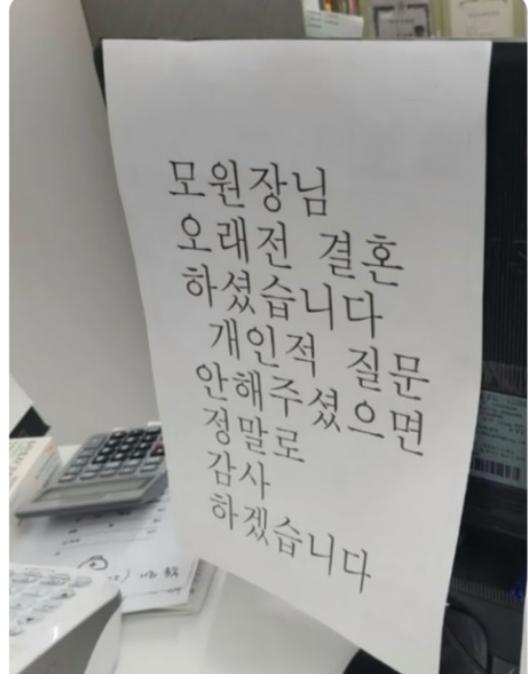 모원장님
오래전 결혼
하셨습니다
개인적 질문
안해주셨으면
정말로
감사
하겠습니다